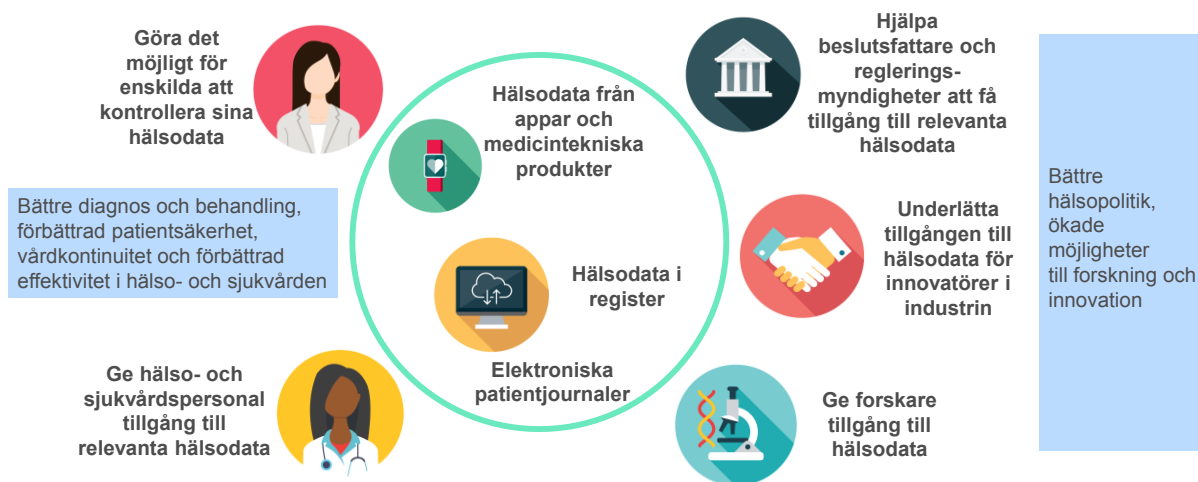 Göra det
möjligt för
enskilda att
kontrollera sina
hälsodata
Bättre diagnos och behandling,
förbättrad patientsäkerhet,
vårdkontinuitet och förbättrad
effektivitet i hälso- och sjukvården
Ge hälso- och
sjukvårdspersonal
tillgång till
relevanta hälsodata
Hälsodata från
appar och
medicintekniska
produkter
Hälsodata i
register
Elektroniska
patientjournaler
Hjälpa
beslutsfattare och
reglerings-
myndigheter att få
tillgång till relevanta
hälsodata
Underlätta
tillgången till
hälsodata för
innovatörer i
industrin
Ge forskare
tillgång till
hälsodata
Bättre
hälsopolitik,
ökade
möjligheter
till forskning och
innovation